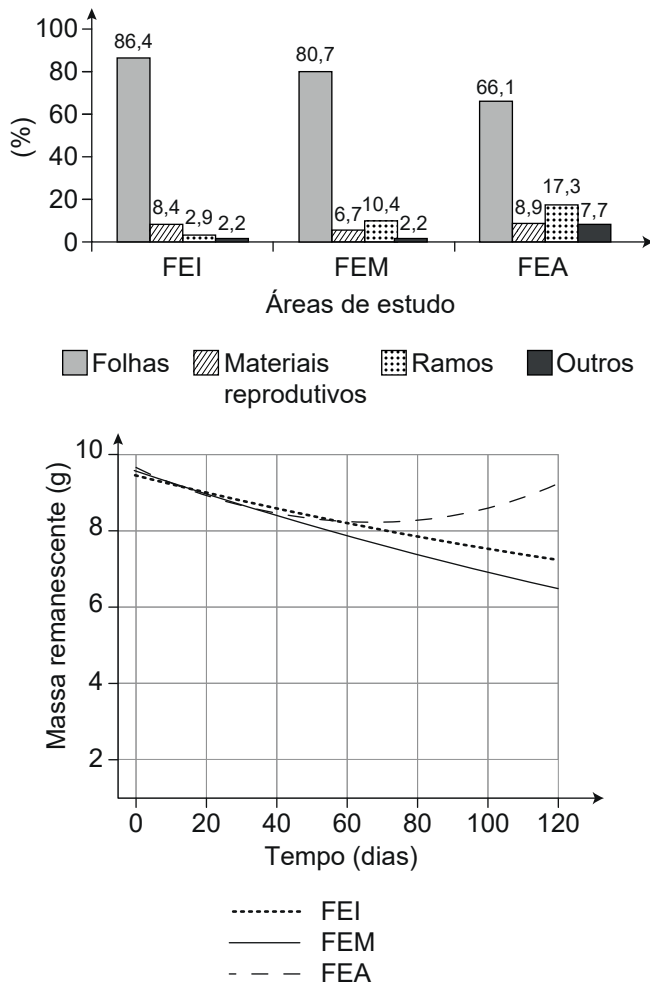 100
86,4
80,7
80
66,1
60
(%)
40
20
8,4
2,9
2,2
6,7
10,4
2,2
8,9
17,3
7,7
0
FEI
FEM
FEA
Áreas de estudo
Folhas
Materiais
reprodutivos
Ramos
Outros
Massa remanescente (g)
10
8
6
4
2
0
20
40
60
80
100
120
Tempo (dias)
FEI
FEM
FEA